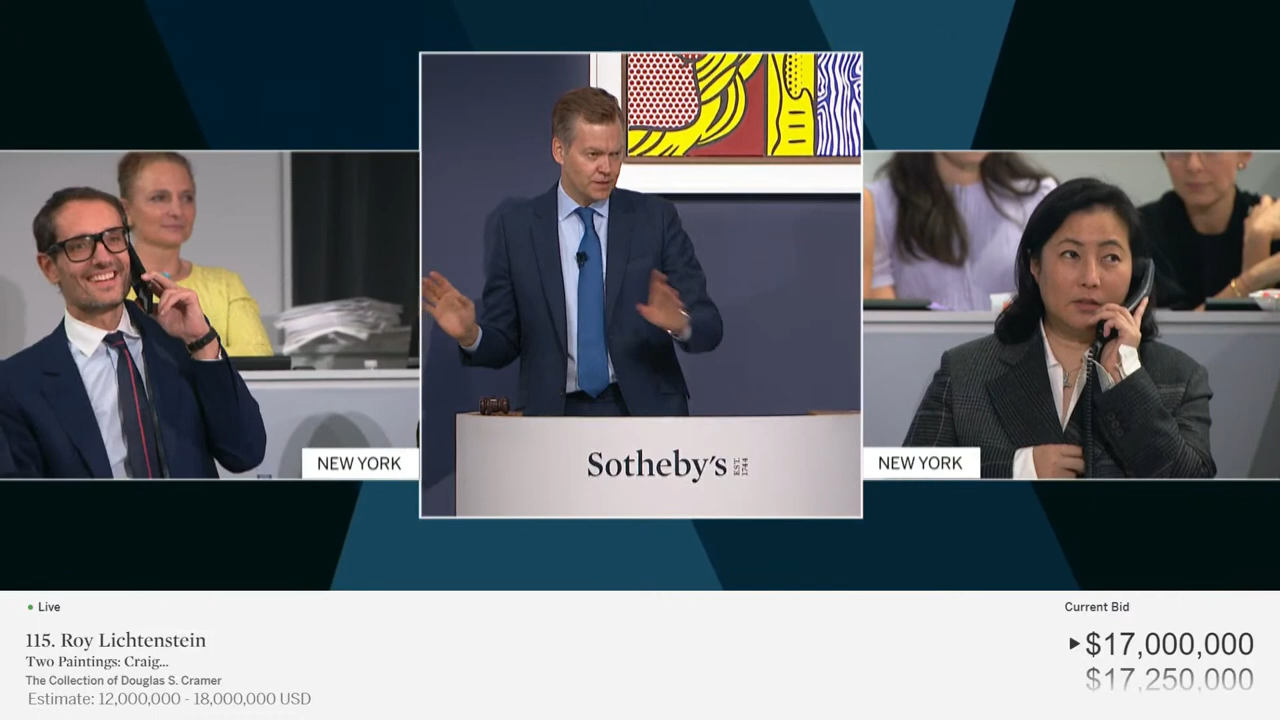 NEW YORK
Sotheby's EST. 1744
NEW YORK
Live
115. Roy Lichtenstein
Two Paintings: Craig...
The Collection of Douglas S. Cramer
Estimate: 12,000,000 - 18,000,000 USD
Current Bid
$17,000,000
$17,250,000